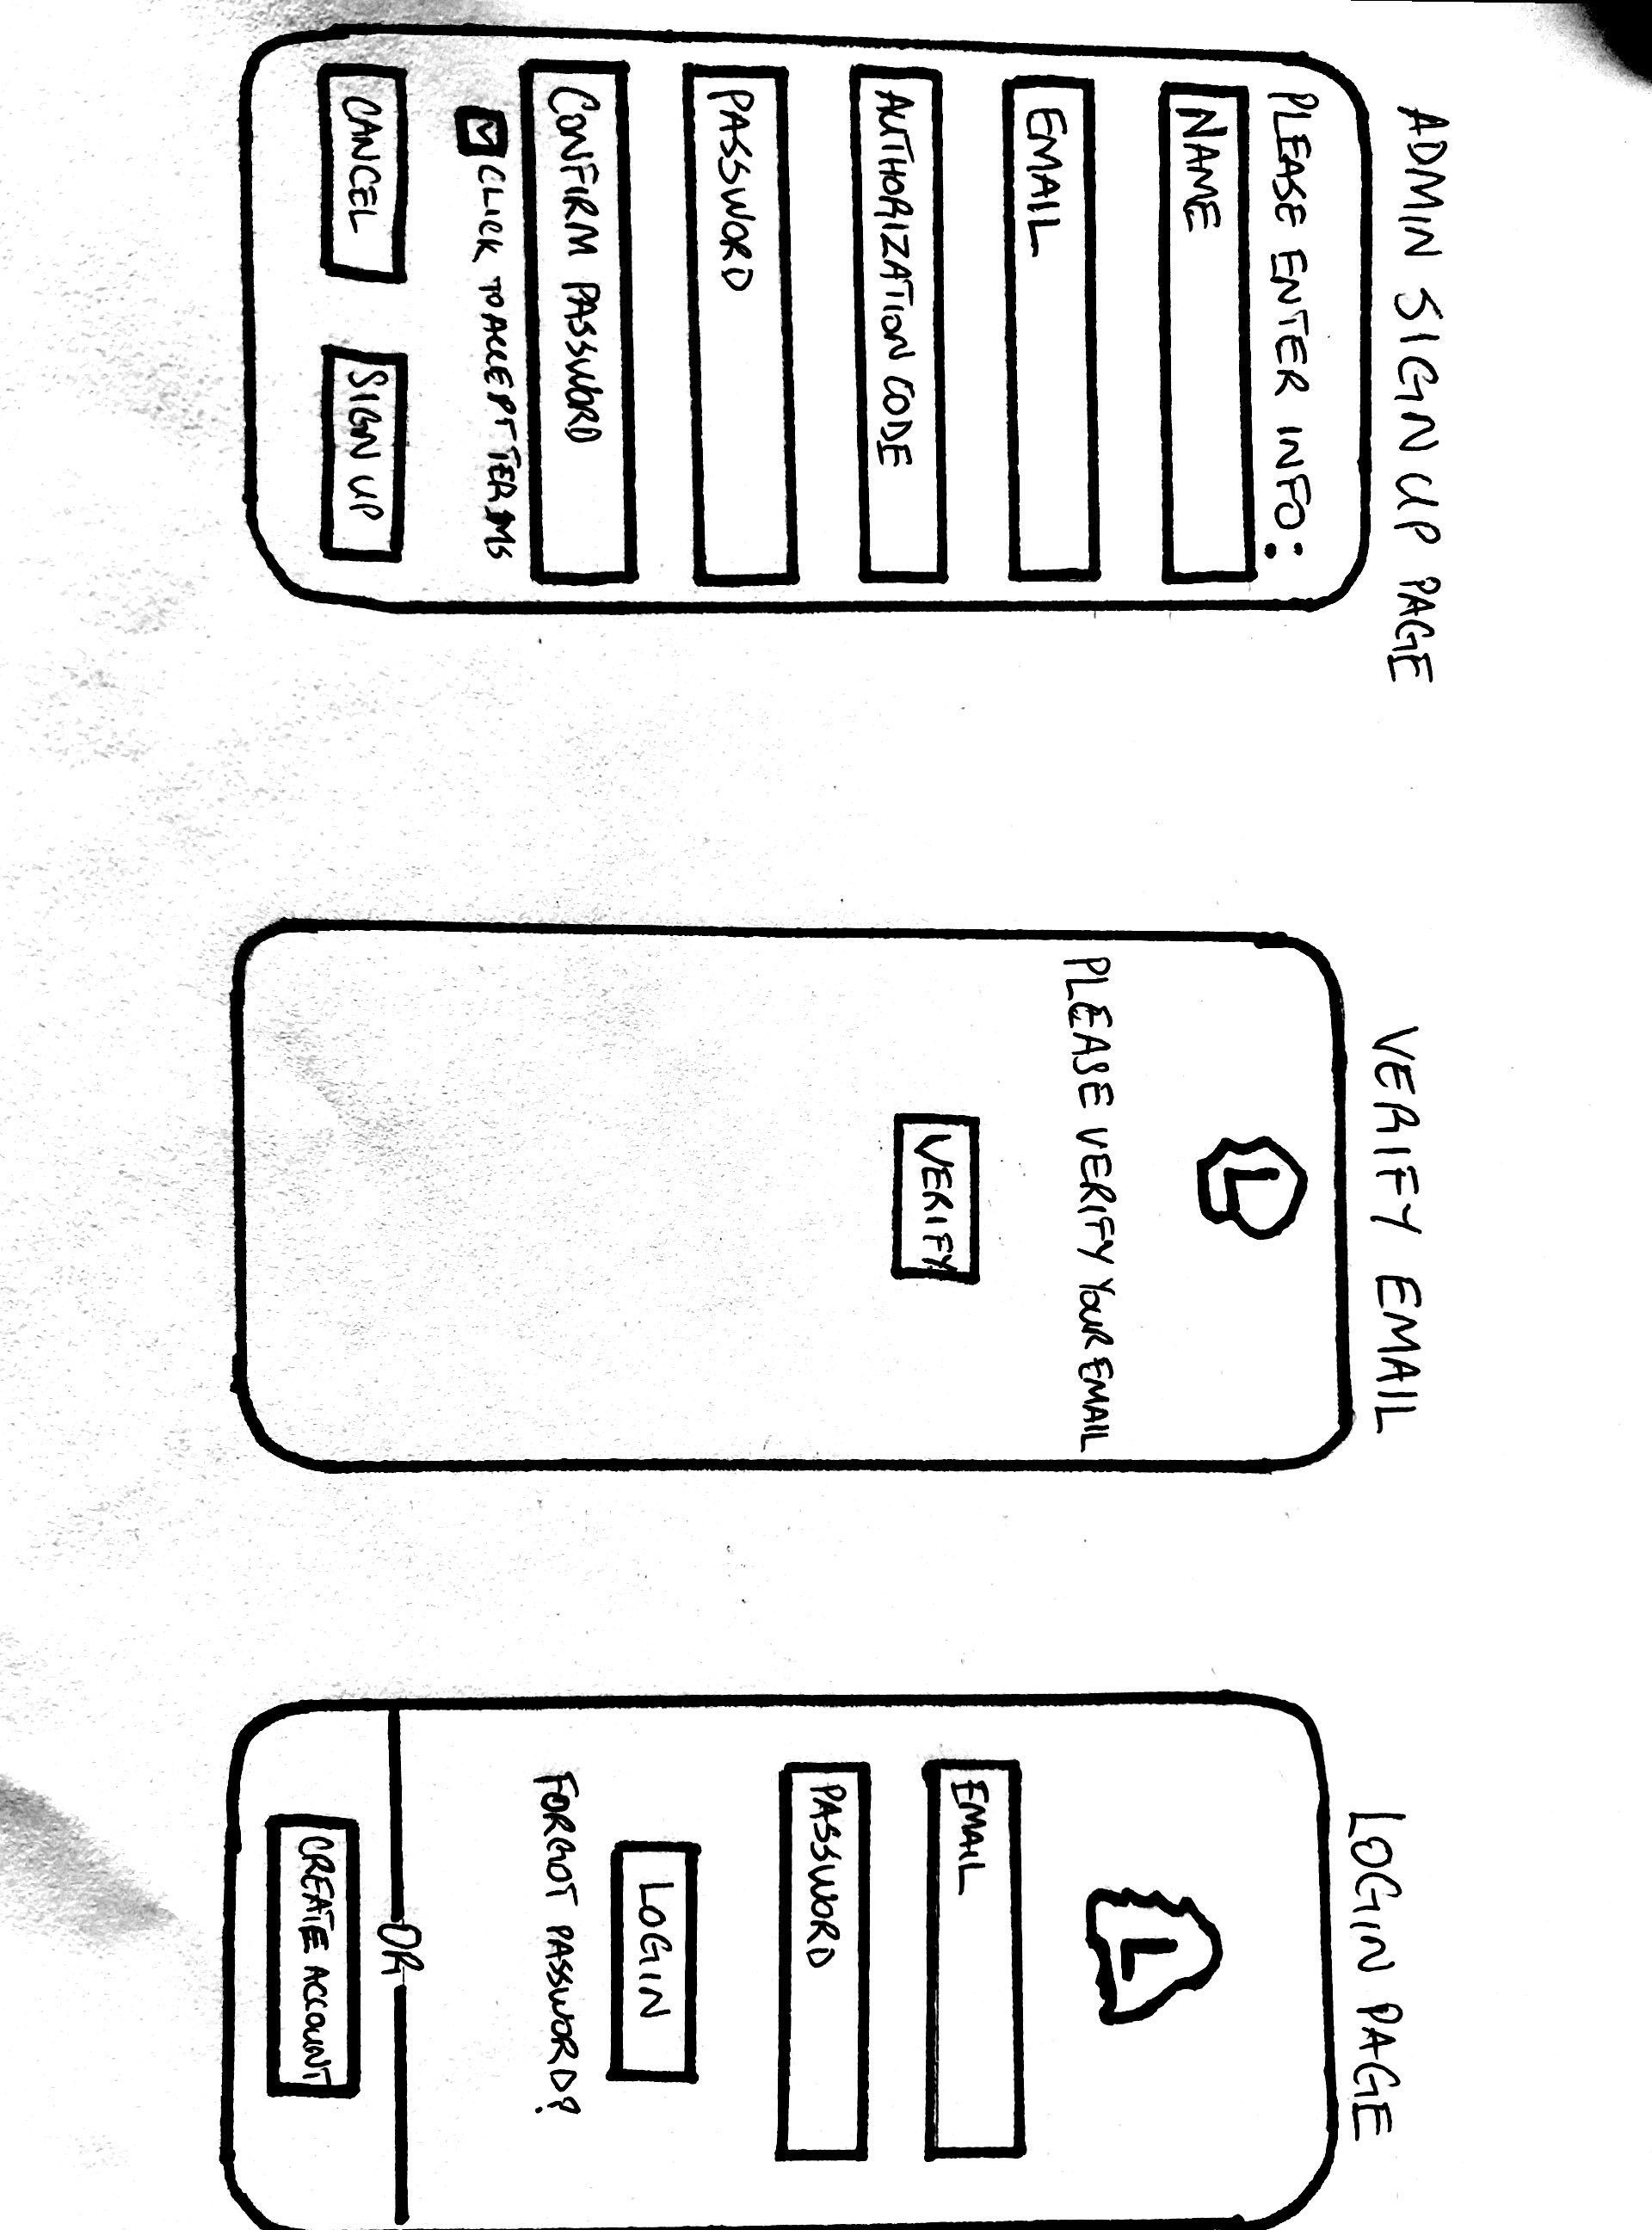 ADMIN SIGN UP PAGE
PLEASE ENTER INFO:
NAME
EMAIL
AUTHORIZATION CODE
PASSWORD
CONFIRM PASSWORD
CLICK TO ACCEPT TERMS
CANCEL
SIGN UP
VERIFY EMAIL
L
PLEASE VERIFY YOUR EMAIL
VERIFY
LOGIN PAGE
L
EMAIL
PASSWORD
LOGIN
FORGOT PASSWORD?
OR
CREATE ACCOUNT